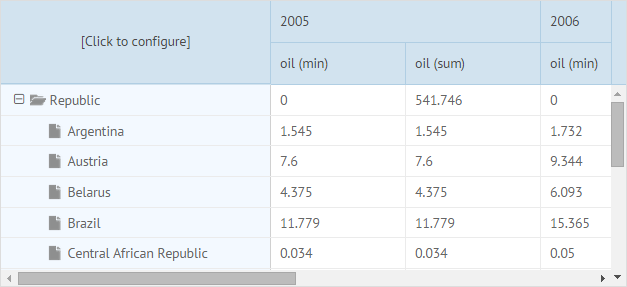 [Click to configure] 2005 2006
oil (min) oil (sum) oil (min)
Republic 0 541.746 0
Argentina 1.545 1.545 1.732
Austria 7.6 7.6 9.344
Belarus 4.375 4.375 6.093
Brazil 11.779 11.779 15.365
Central African Republic 0.034 0.034 0.05